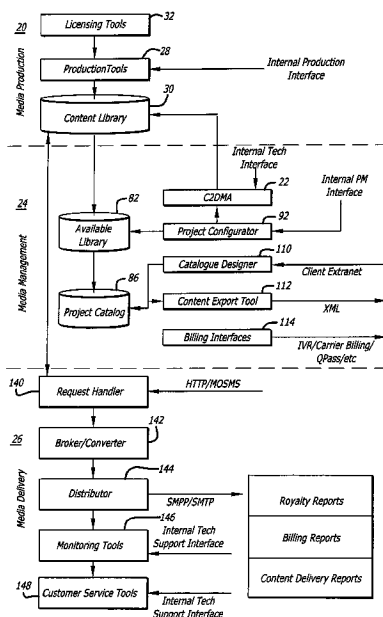 20
Media Production
Licensing Tools
32
ProductionTools
28
Internal Production
Interface
30
Content Library
24
Media Management
Internal Tech
Interface
C2DMA
22
Internal PM
Interface
82
Available
Library
Project Configurator
92
110
Catalogue Designer
Client Extranet
86
Project Catalog
Content Export Tool
112
XML
Billing Interfaces
114
IVR/Carrier Billing/
QPass/etc
26
Media Delivery
140
Request Handler
HTTP/MOSMS
142
Broker/Converter
144
Distributor
SMPP/SMTP
146
Monitoring Tools
Internal Tech
Support Interface
148
Customer Service Tools
Internal Tech
Support Interface
Royalty Reports
Billing Reports
Content Delivery Reports